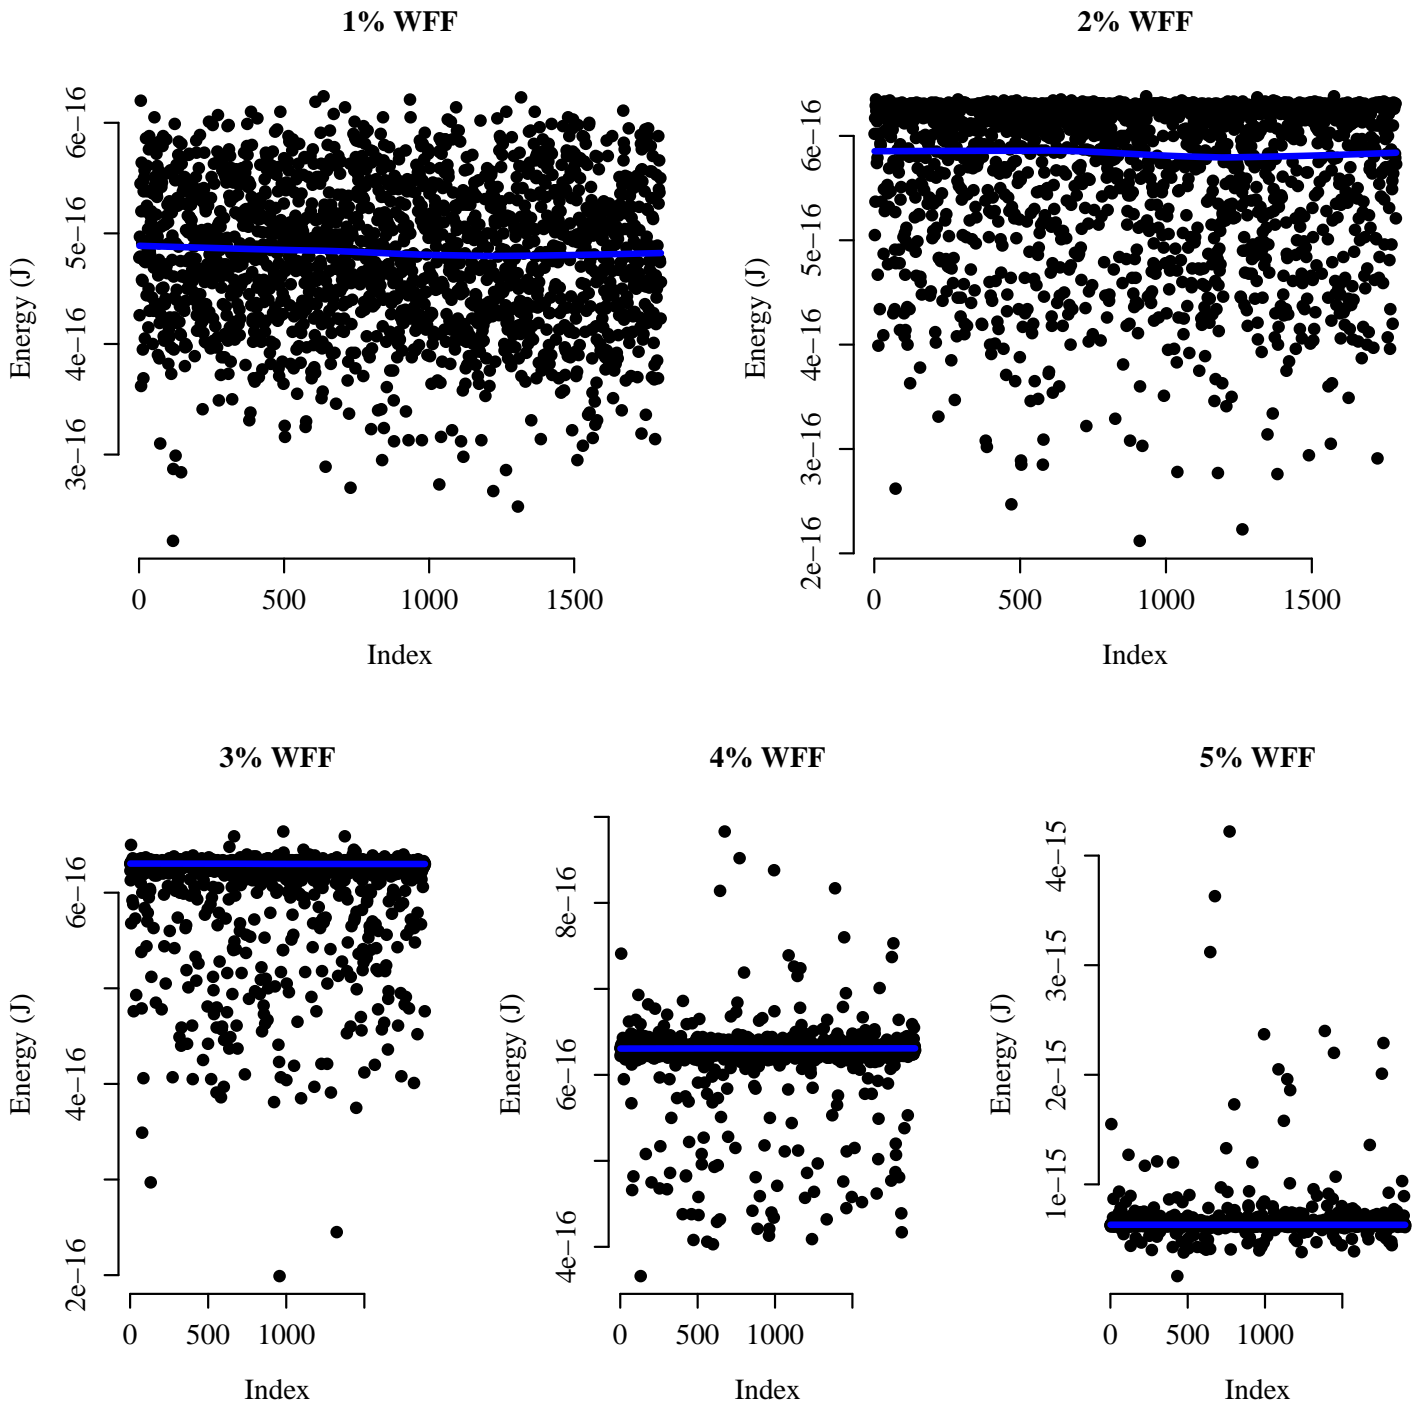 1% WFF
Energy (J)
6e−16
5e−16
4e−16
3e−16
0 500 1000 1500
Index
2% WFF
Energy (J)
6e−16
5e−16
4e−16
3e−16
2e−16
0 500 1000 1500
Index
3% WFF
Energy (J)
6e−16
4e−16
2e−16
0 500 1000
Index
4% WFF
Energy (J)
8e−16
6e−16
4e−16
0 500 1000
Index
5% WFF
Energy (J)
4e−15
3e−15
2e−15
1e−15
0 500 1000
Index